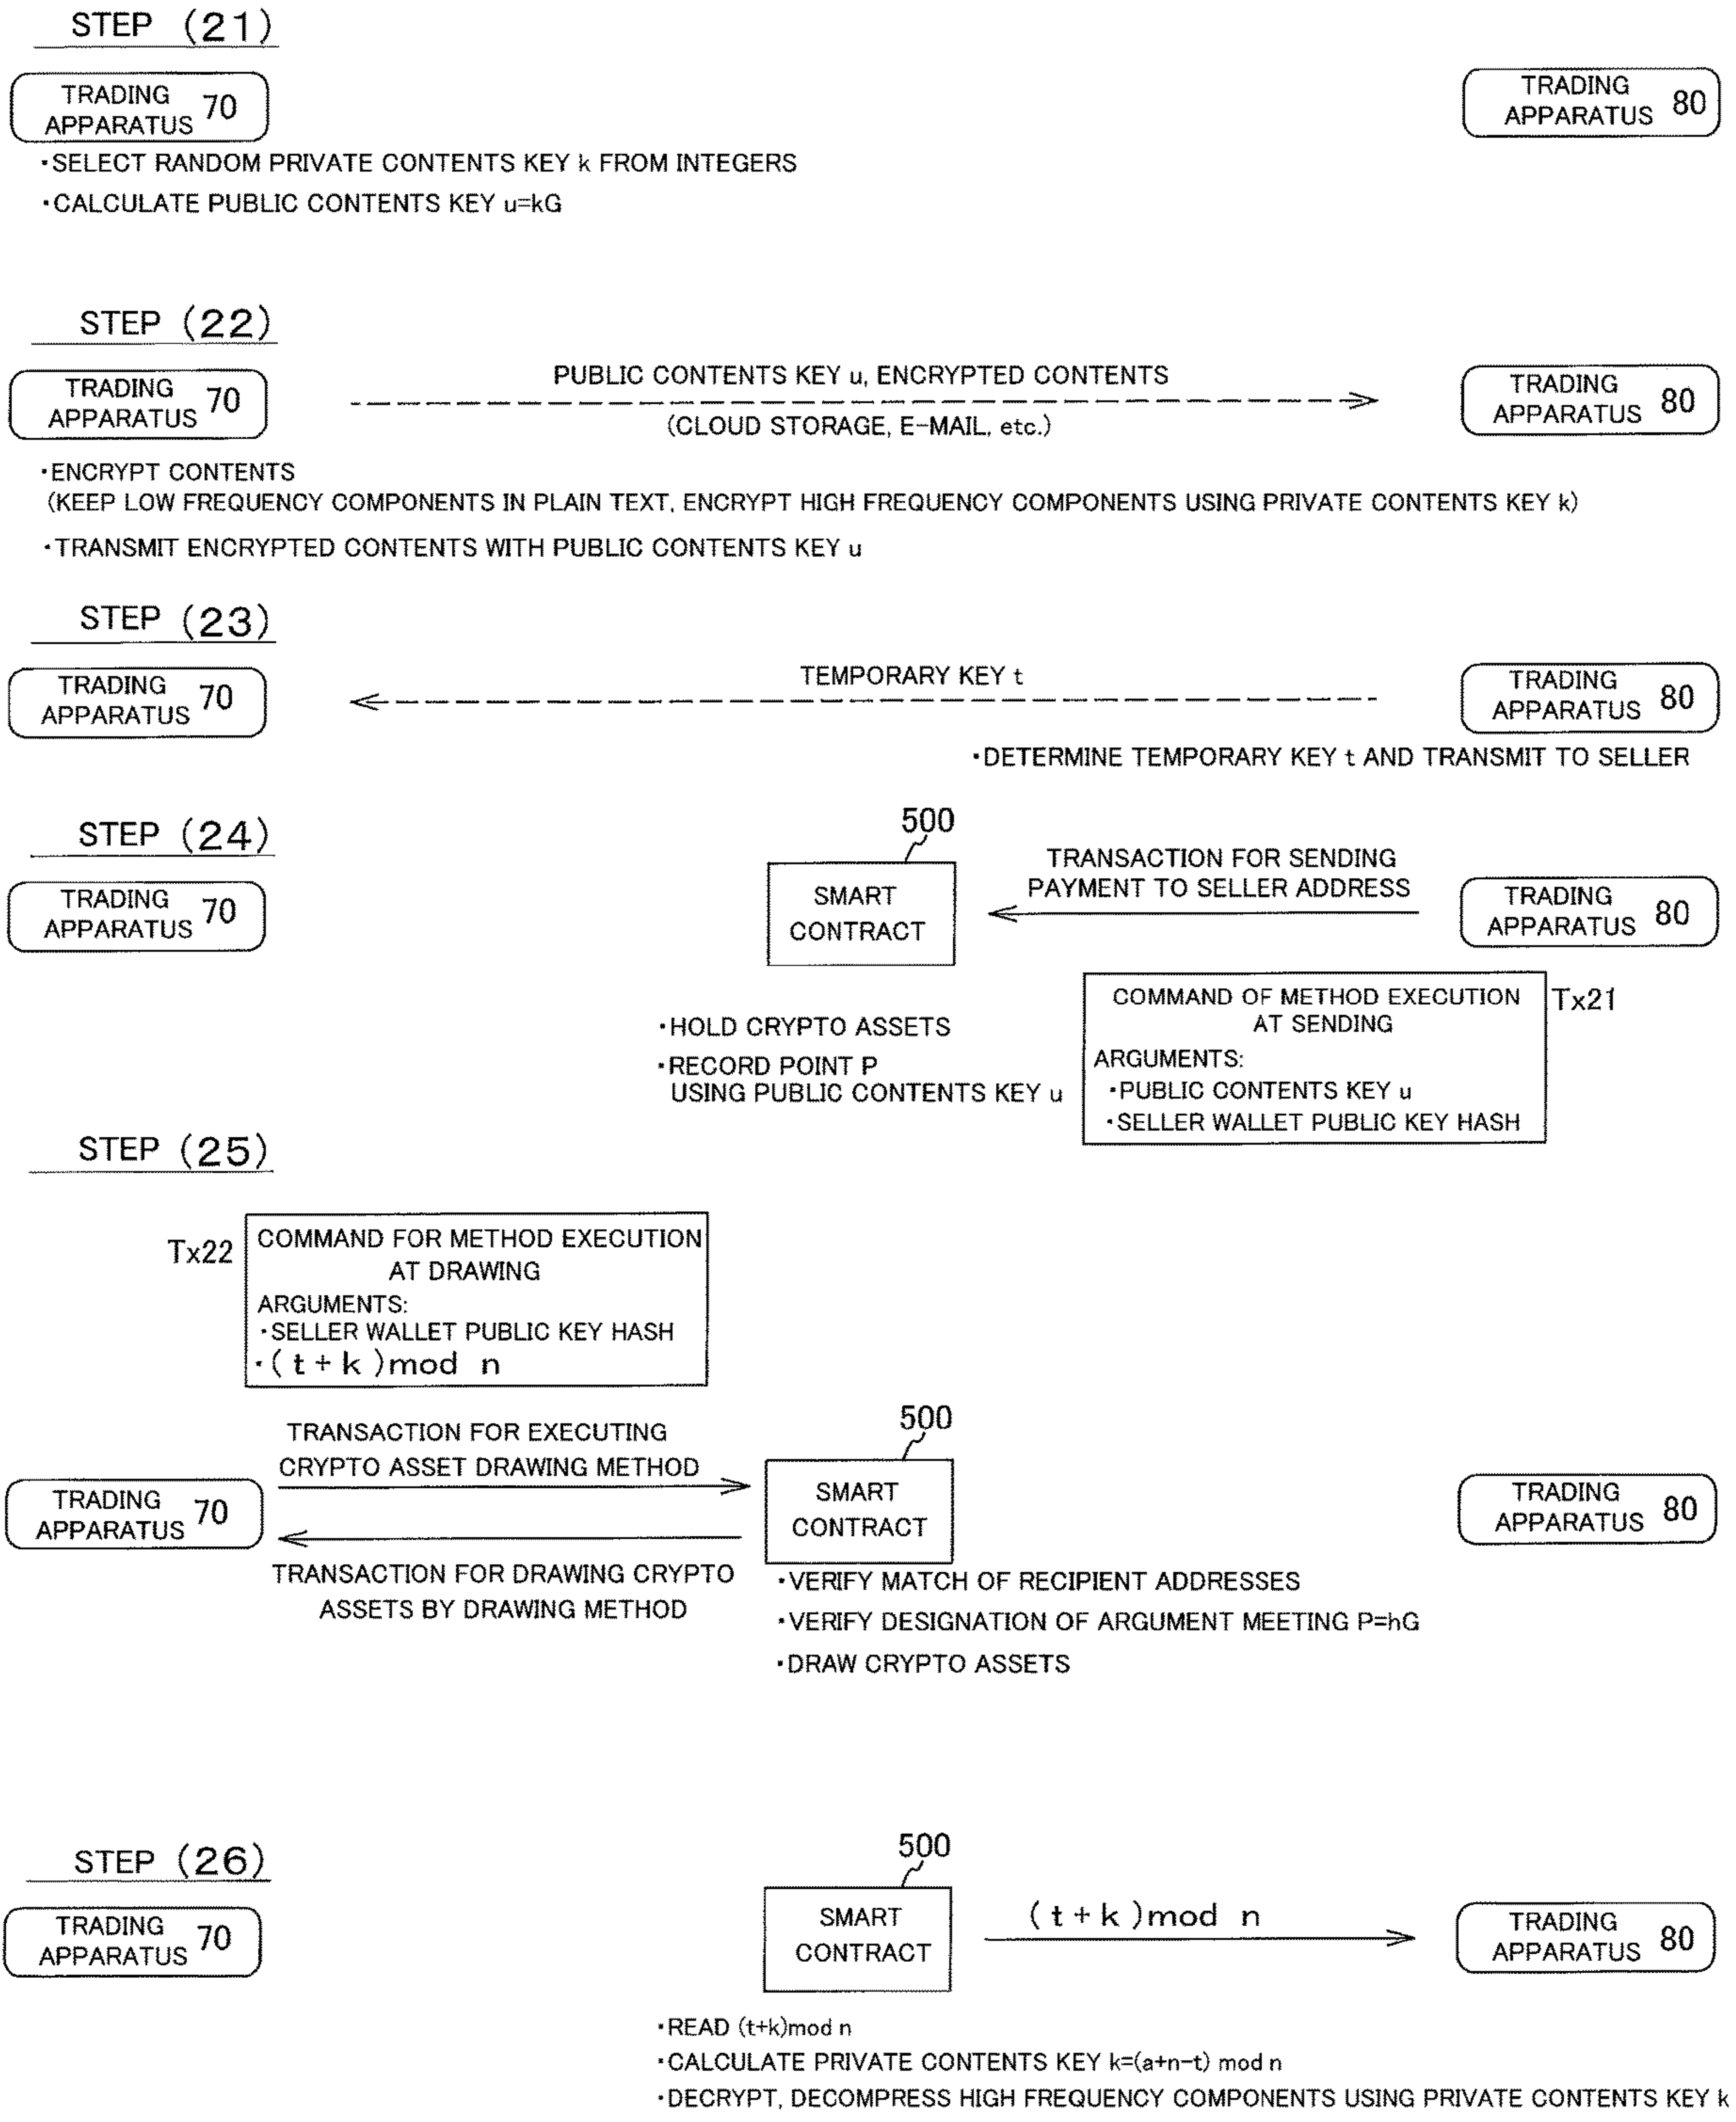 STEP (21)
TRADING APPARATUS 70
TRADING APPARATUS 80
・SELECT RANDOM PRIVATE CONTENTS KEY k FROM INTEGERS
・CALCULATE PUBLIC CONTENTS KEY u=kG
STEP (22)
TRADING APPARATUS 70
PUBLIC CONTENTS KEY u, ENCRYPTED CONTENTS
(CLOUD STORAGE, E-MAIL, etc.)
TRADING APPARATUS 80
・ENCRYPT CONTENTS
(KEEP LOW FREQUENCY COMPONENTS IN PLAIN TEXT, ENCRYPT HIGH FREQUENCY COMPONENTS USING PRIVATE CONTENTS KEY k)
・TRANSMIT ENCRYPTED CONTENTS WITH PUBLIC CONTENTS KEY u
STEP (23)
TRADING APPARATUS 70
TEMPORARY KEY t
TRADING APPARATUS 80
・DETERMINE TEMPORARY KEY t AND TRANSMIT TO SELLER
STEP (24)
TRADING APPARATUS 70
500
SMART
CONTRACT
TRANSACTION FOR SENDING
PAYMENT TO SELLER ADDRESS
TRADING APPARATUS 80
・HOLD CRYPTO ASSETS
・RECORD POINT P
USING PUBLIC CONTENTS KEY u
COMMAND OF METHOD EXECUTION
AT SENDING
ARGUMENTS:
・PUBLIC CONTENTS KEY u
・SELLER WALLET PUBLIC KEY HASH
Tx21
STEP (25)
Tx22
COMMAND FOR METHOD EXECUTION
AT DRAWING
ARGUMENTS:
・SELLER WALLET PUBLIC KEY HASH
・(t+k)mod n
TRANSACTION FOR EXECUTING
CRYPTO ASSET DRAWING METHOD
TRADING APPARATUS 70
TRANSACTION FOR DRAWING CRYPTO
ASSETS BY DRAWING METHOD
500
SMART
CONTRACT
TRADING APPARATUS 80
・VERIFY MATCH OF RECIPIENT ADDRESSES
・VERIFY DESIGNATION OF ARGUMENT MEETING P=hG
・DRAW CRYPTO ASSETS
STEP (26)
TRADING APPARATUS 70
500
SMART
CONTRACT
(t+k)mod n
TRADING APPARATUS 80
・READ (t+k)mod n
・CALCULATE PRIVATE CONTENTS KEY k=(a+n-t) mod n
・DECRYPT, DECOMPRESS HIGH FREQUENCY COMPONENTS USING PRIVATE CONTENTS KEY k